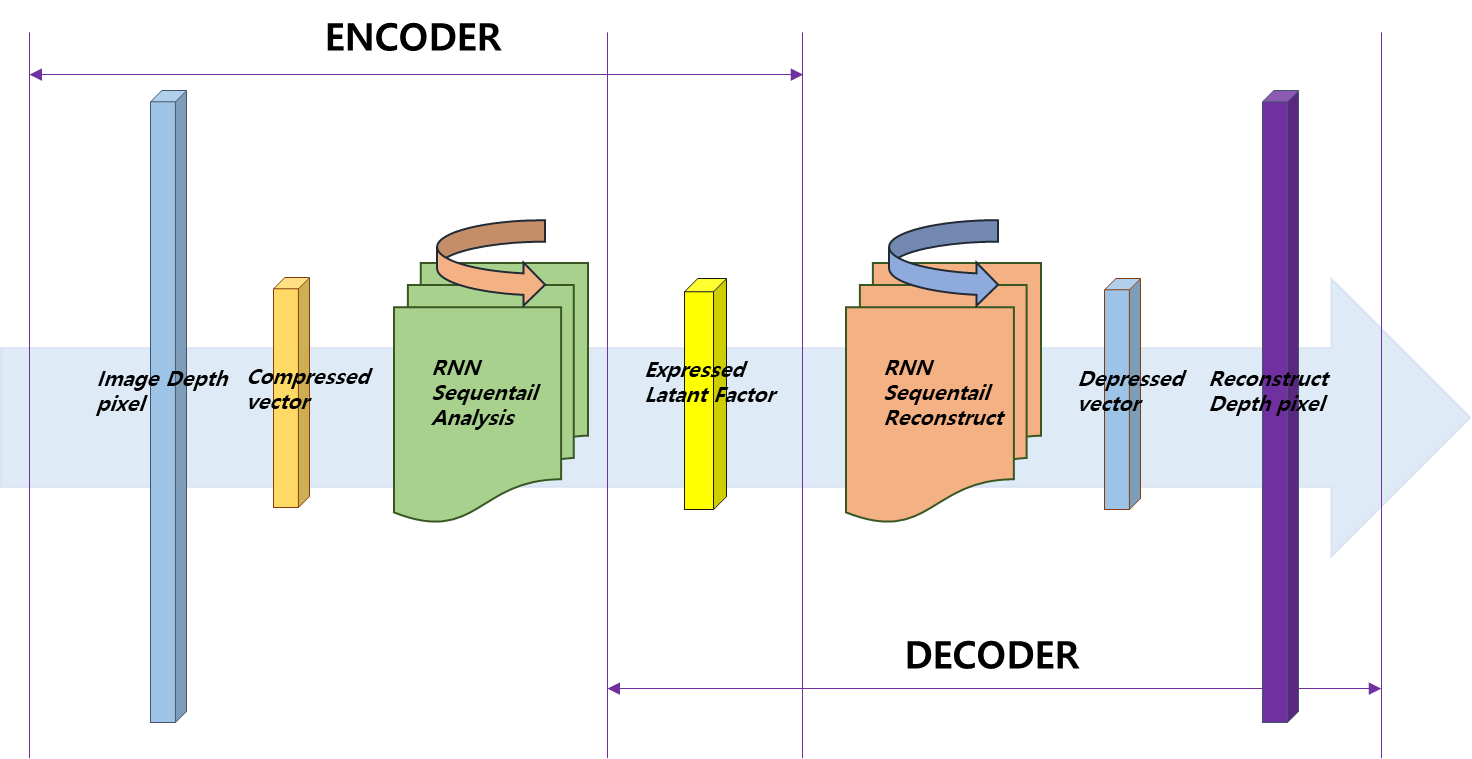 ENCODER
Image Depth
pixel
Compressed
vector
RNN
Sequentail
Analysis
Expressed
Latant Factor
RNN
Sequentail
Reconstruct
Depressed
vector
Reconstruct
Depth pixel
DECODER